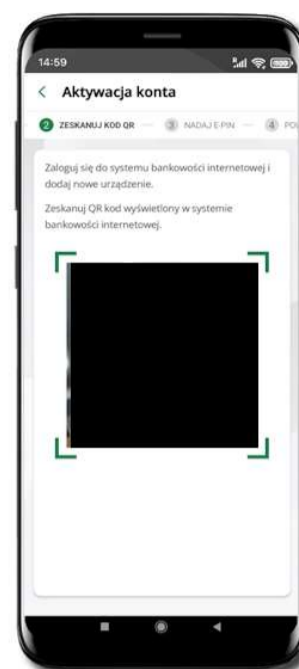 14:59
Aktywacja konta
2 ZESKANUJ KOD QR 3 NADAJ E-PIN 4
Zaloguj się do systemu bankowości internetowej i
dodaj nowe urządzenie.
Zeskanuj QR kod wyświetlony w systemie
bankowości internetowej.